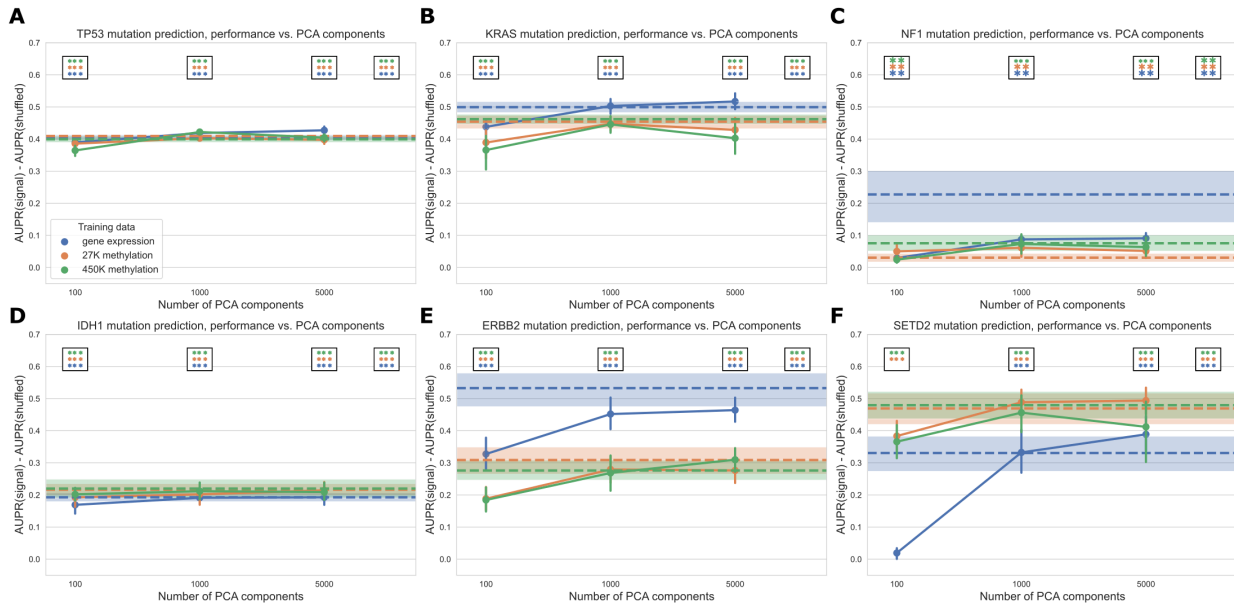 A
TP53 mutation prediction, performance vs. PCA components
AUPR(signal) - AUPR(shuffled)
0.7
0.6
0.5
0.4
0.3
0.2
0.1
0.0
Training data
gene expression
27K methylation
450K methylation
100
1000
5000
Number of PCA components
B
KRAS mutation prediction, performance vs. PCA components
AUPR(signal) - AUPR(shuffled)
0.7
0.6
0.5
0.4
0.3
0.2
0.1
0.0
100
1000
5000
Number of PCA components
C
NF1 mutation prediction, performance vs. PCA components
AUPR(signal) - AUPR(shuffled)
0.7
0.6
0.5
0.4
0.3
0.2
0.1
0.0
100
1000
5000
Number of PCA components
D
IDH1 mutation prediction, performance vs. PCA components
AUPR(signal) - AUPR(shuffled)
0.7
0.6
0.5
0.4
0.3
0.2
0.1
0.0
100
1000
5000
Number of PCA components
E
ERBB2 mutation prediction, performance vs. PCA components
AUPR(signal) - AUPR(shuffled)
0.7
0.6
0.5
0.4
0.3
0.2
0.1
0.0
100
1000
5000
Number of PCA components
F
SETD2 mutation prediction, performance vs. PCA components
AUPR(signal) - AUPR(shuffled)
0.7
0.6
0.5
0.4
0.3
0.2
0.1
0.0
100
1000
5000
Number of PCA components